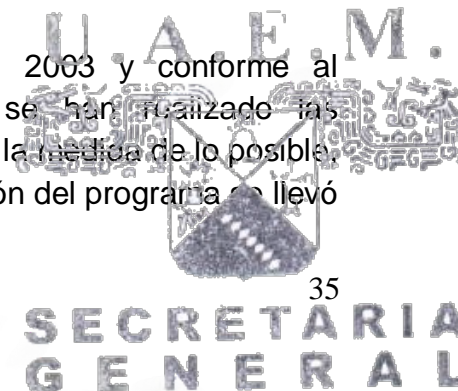 U.A.E.M.
2003 y conforme al
se han realizado las
la medida de lo posible,
ón del programa se llevó
35
SECRETARIA
GENERAL